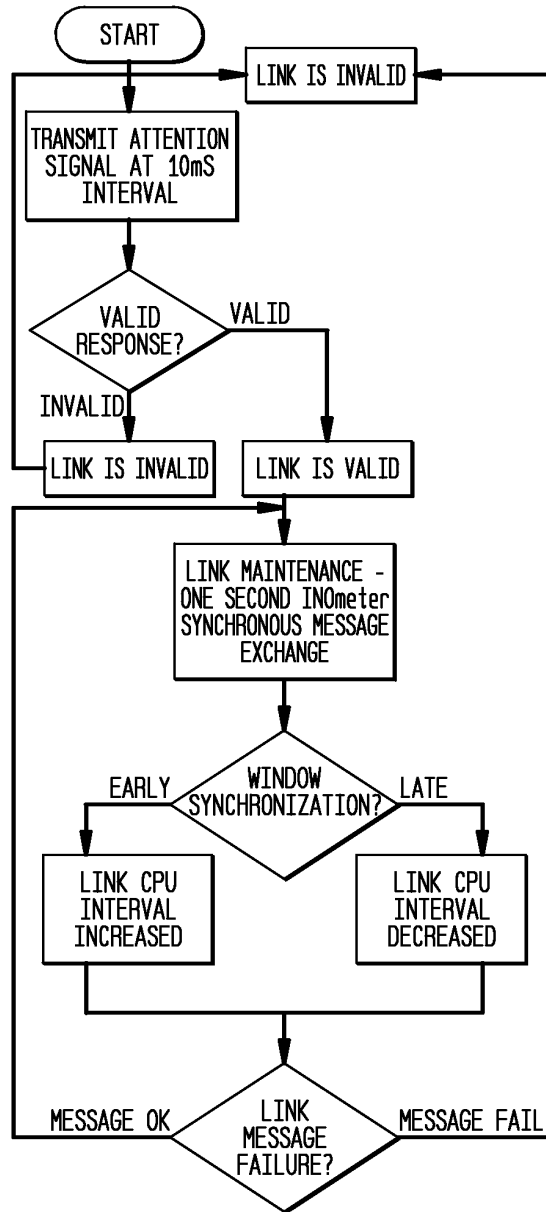 START
LINK IS INVALID
TRANSMIT ATTENTION
SIGNAL AT 10mS
INTERVAL
VALID
RESPONSE?
VALID
INVALID
LINK IS INVALID
LINK IS VALID
LINK MAINTENANCE -
ONE SECOND INOmeter
SYNCHRONOUS MESSAGE
EXCHANGE
WINDOW
SYNCHRONIZATION?
EARLY
LATE
LINK CPU
INTERVAL
INCREASED
LINK CPU
INTERVAL
DECREASED
LINK
MESSAGE
FAILURE?
MESSAGE OK
MESSAGE FAIL